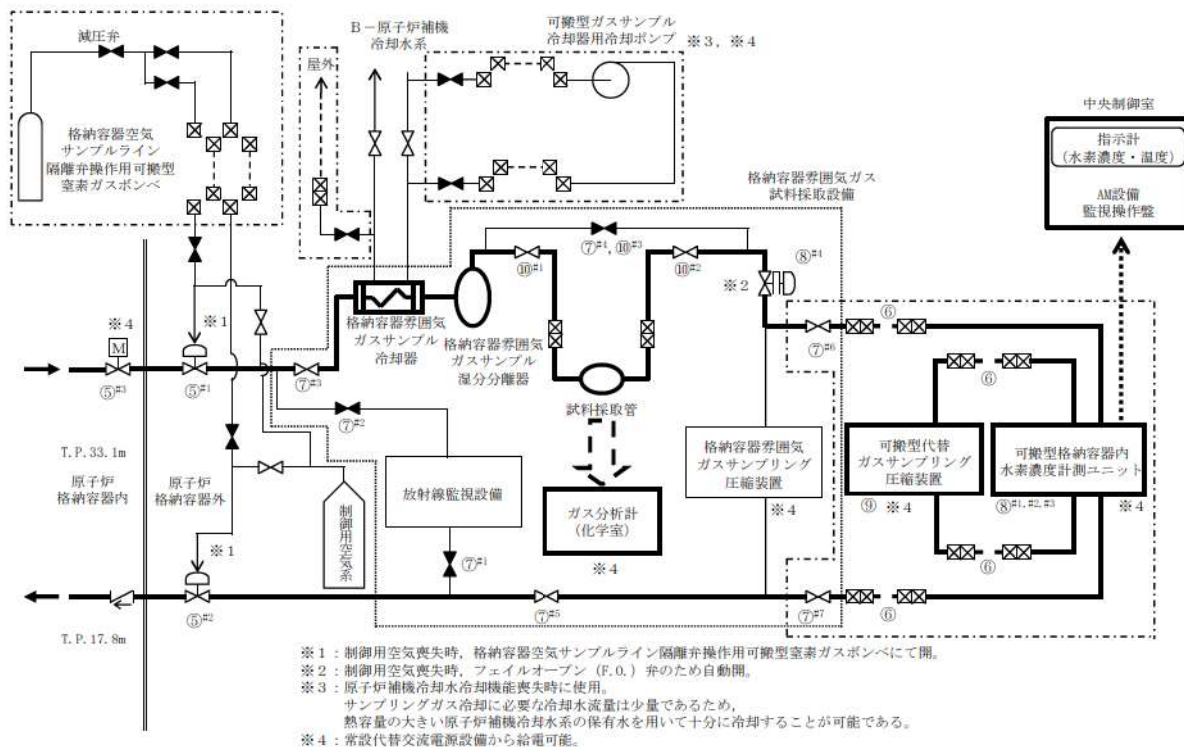 減圧弁
格納容器空気
サンプルライン
隔離弁操作用可搬型
窒素ガスボンベ
B－原子炉補機
冷却水系
屋外
可搬型ガスサンプル
冷却器用冷却ポンプ
※３，※４
中央制御室
指示計
（水素濃度・温度）
AM設備
監視操作盤
格納容器雰囲気ガス
試料採取設備
⑦#4，⑩#3
⑩#1
⑩#2
⑧#4
※２
※４
M
⑤#3
※１
⑤#1
⑦#3
格納容器雰囲気
ガスサンプル
冷却器
格納容器雰囲気
ガスサンプル
湿分分離器
試料採取管
⑦#6
⑥
⑥
⑦#2
T.P.33.1m
原子炉
格納容器内
原子炉
格納容器外
放射線監視設備
ガス分析計
（化学室）
※４
格納容器雰囲気
ガスサンプリング
圧縮装置
※４
可搬型代替
ガスサンプリング
圧縮装置
⑨ ※４
可搬型格納容器内
水素濃度計測ユニット
⑧#1,#2,#3
※４
制御用空気系
※１
⑤#2
⑦#1
⑦#5
⑦#7
⑥
⑥
T.P.17.8m
※１：制御用空気喪失時，格納容器空気サンプルライン隔離弁操作用可搬型窒素ガスボンベにて開。
※２：制御用空気喪失時，フェイルオープン（F.O.）弁のため自動開。
※３：原子炉補機冷却水冷却機能喪失時に使用。
サンプリングガス冷却に必要な冷却水流量は少量であるため，
熱容量の大きい原子炉補機冷却水系の保有水を用いて十分に冷却することが可能である。
※４：常設代替交流電源設備から給電可能。